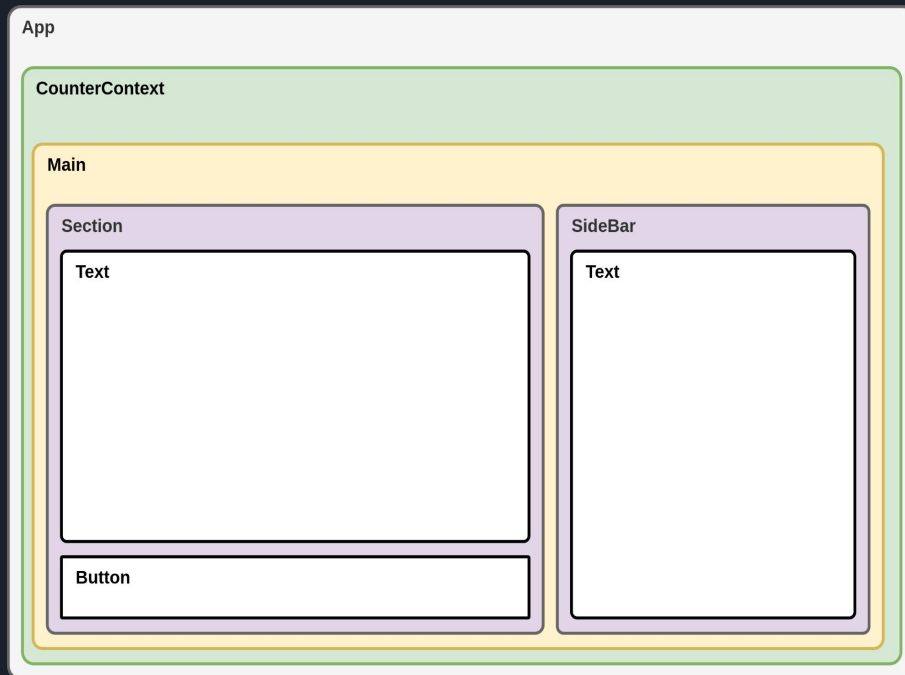 App
CounterContext
Main
Section
Text
Button
SideBar
Text